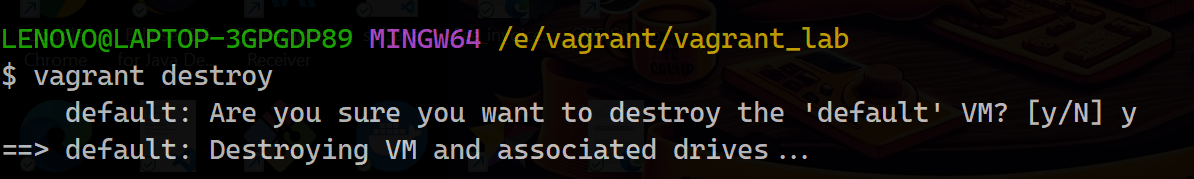 LENOVO@LAPTOP-3GPGDP89 MINGW64 /e/vagrant/vagrant_lab
$ vagrant destroy
    default: Are you sure you want to destroy the 'default' VM? [y/N] y
==> default: Destroying VM and associated drives...